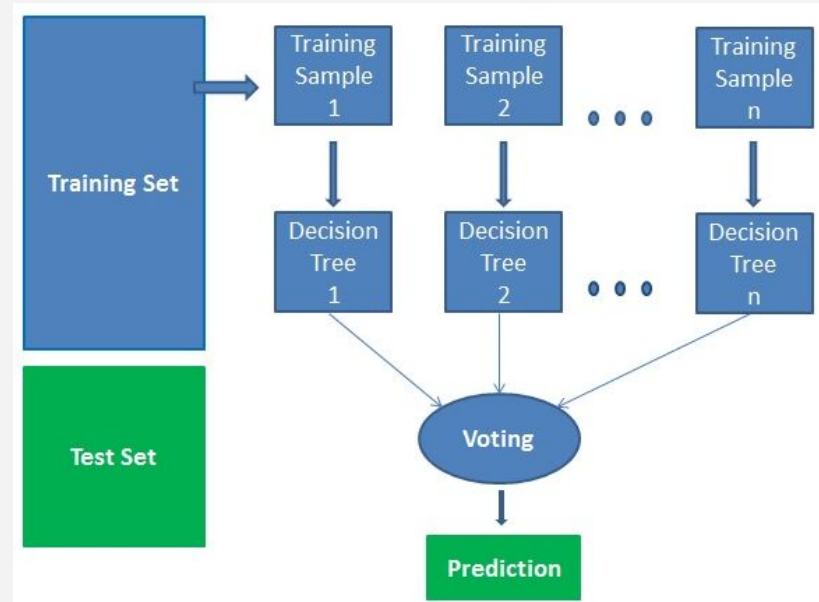 Training Set
Training
Sample
1
Training
Sample
2
Training
Sample
n
Decision
Tree
1
Decision
Tree
2
Decision
Tree
n
Voting
Test Set
Prediction